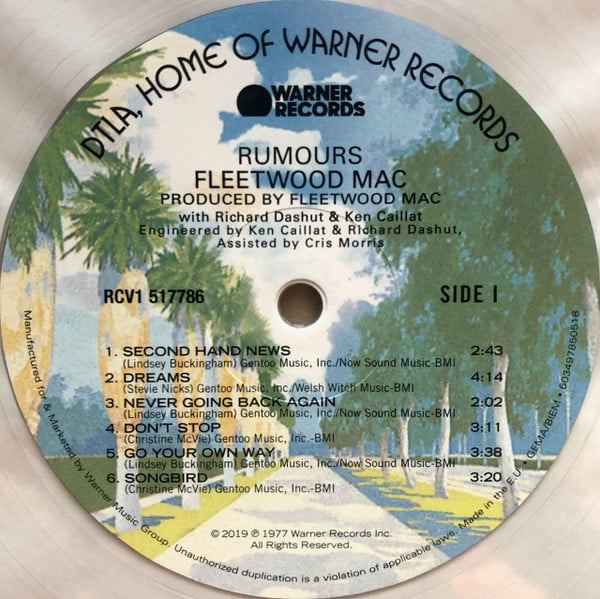 DTLA, HOME OF WARNER RECORDS
WARNER
RECORDS
RUMOURS
FLEETWOOD MAC
PRODUCED BY FLEETWOOD MAC
with Richard Dashut & Ken Caillat
Engineered by Ken Caillat & Richard Dashut,
Assisted by Cris Morris
RCV1 517786
SIDE 1
1. SECOND HAND NEWS 2:43
(Lindsey Buckingham) Gentoo Music, Inc./Now Sound Music-BMI
2. DREAMS 4:14
(Stevie Nicks) Gentoo Music, Inc./Welsh Witch Music-BMI
3. NEVER GOING BACK AGAIN 2:02
(Lindsey Buckingham) Gentoo Music, Inc./Now Sound Music-BMI
4. DON'T STOP 3:11
(Christine McVie) Gentoo Music, Inc.-BMI
5. GO YOUR OWN WAY 3:38
(Lindsey Buckingham) Gentoo Music, Inc./Now Sound Music-BMI
6. SONGBIRD 3:20
(Christine McVie) Gentoo Music, Inc.-BMI
© 2019 ℗ 1977 Warner Records Inc.
All Rights Reserved.
Manufactured for & Marketed by Warner Music Group. Unauthorized duplication is a violation of applicable laws. Made in the E.U. • GEMA/BIEM • 603497850518